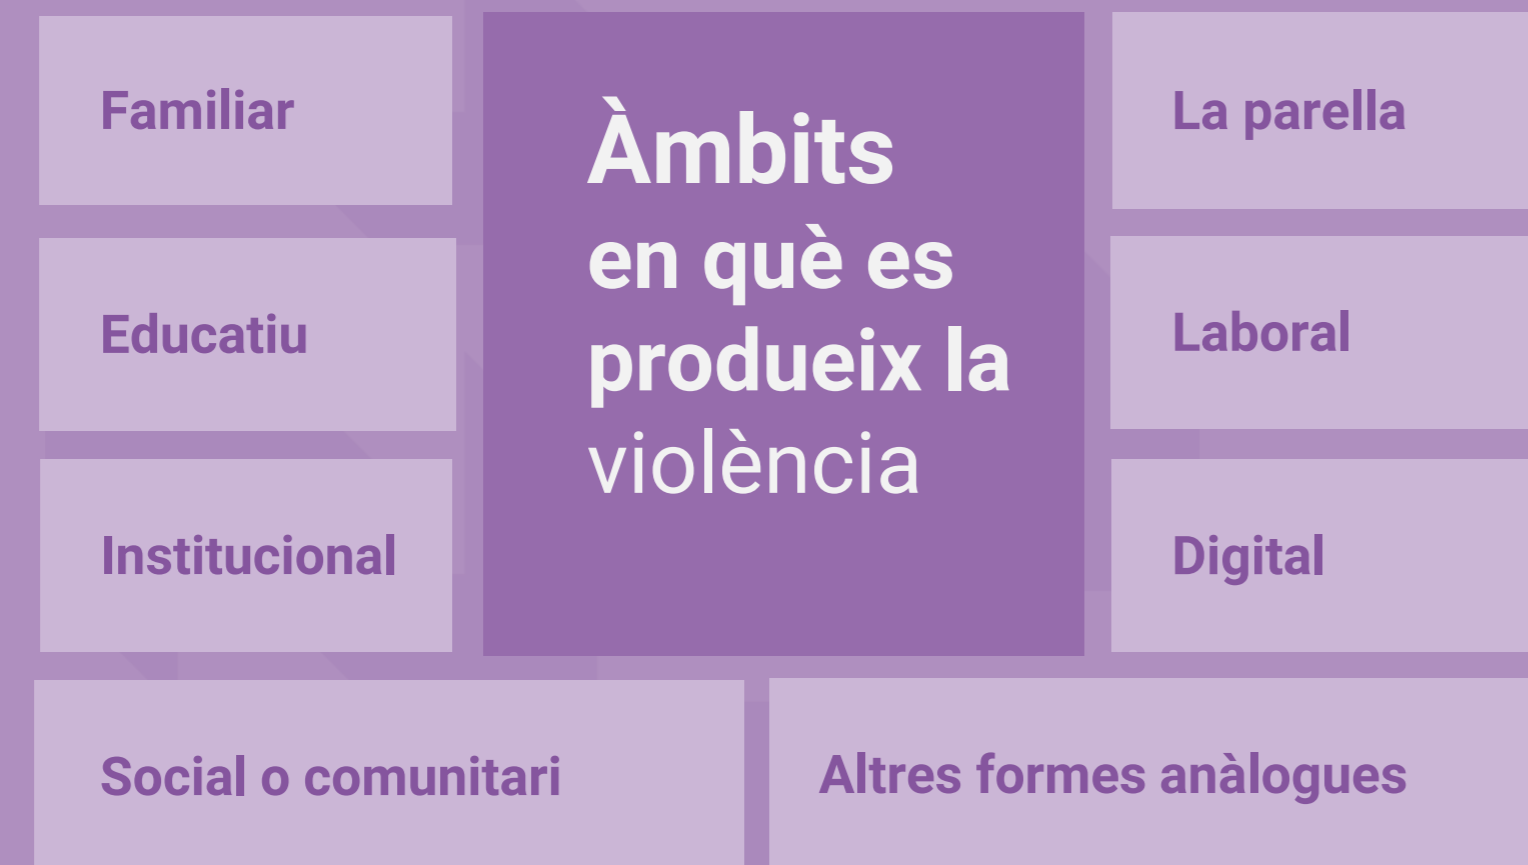 Familiar
Educatiu
Institucional
Àmbits
en què es
produeix la
violència
La parella
Laboral
Digital
Social o comunitari
Altres formes anàlogues